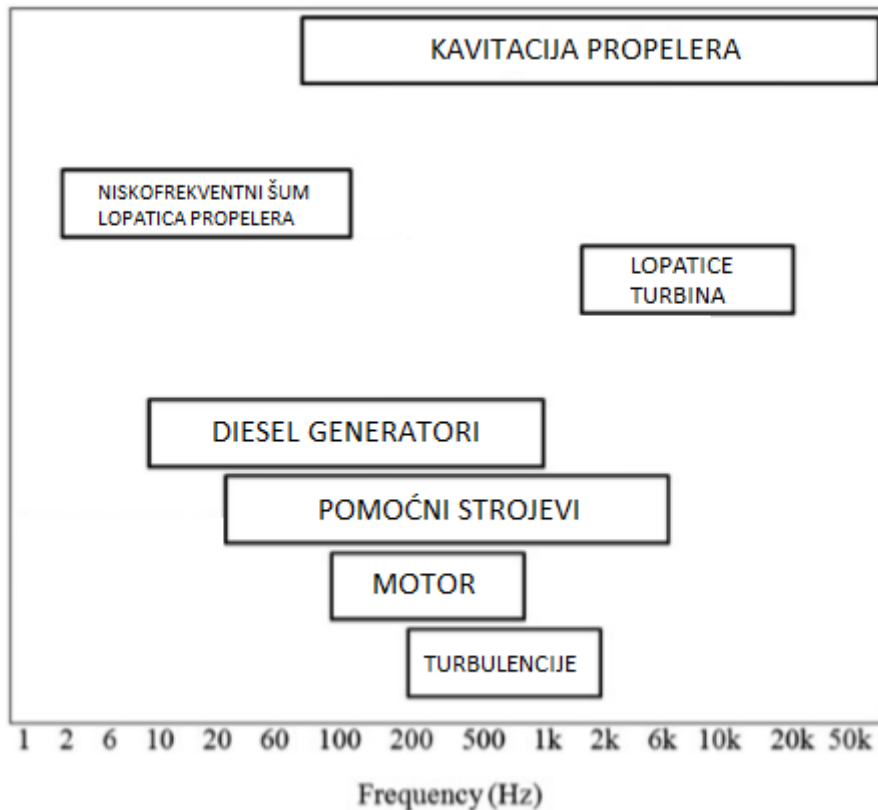 KAVITACIJA PROPELERA
NISKOFREKVENTNI ŠUM
LOPATICA PROPELERA
LOPATICE
TURBINA
DIESEL GENERATORI
POMOĆNI STROJEVI
MOTOR
TURBULENCIJE
1 2 6 10 20 60 100 200 500 1k 2k 6k 10k 20k 50k
Frequency (Hz)